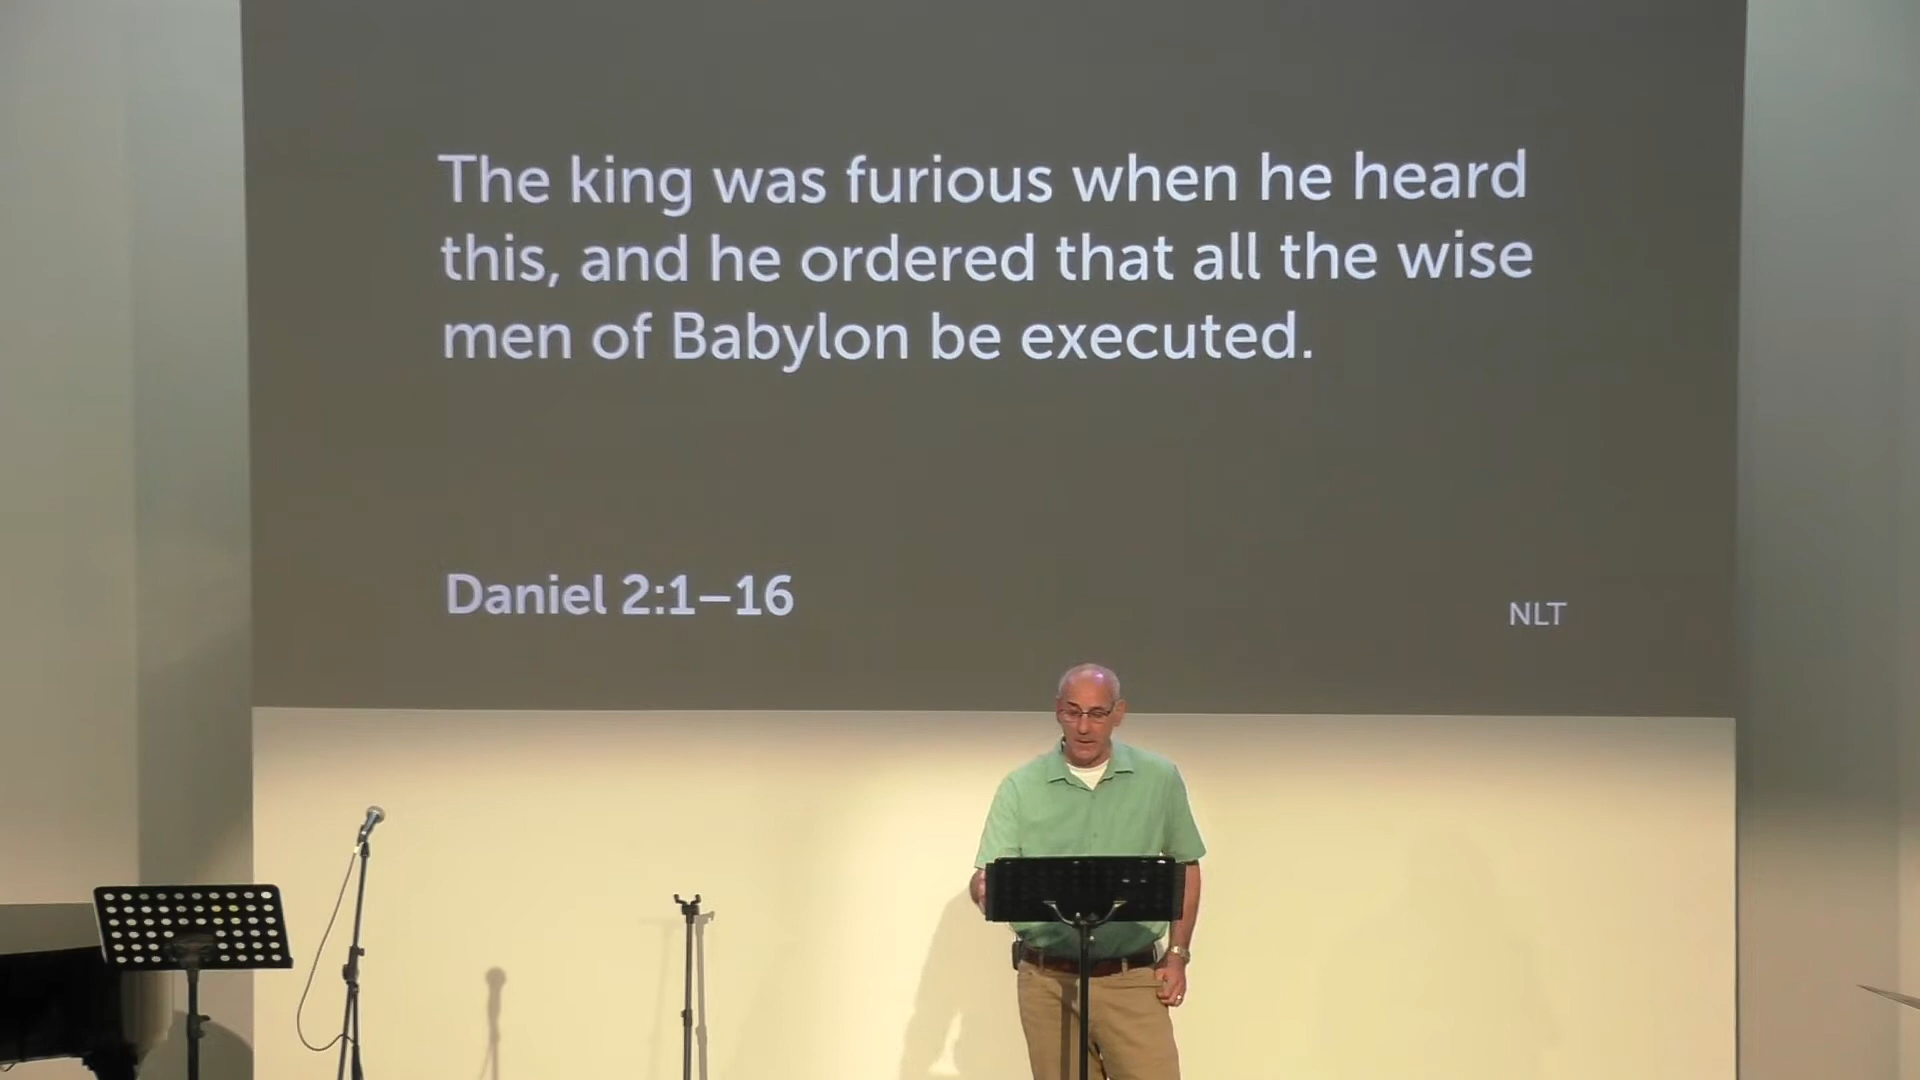 The king was furious when he heard
this, and he ordered that all the wise
men of Babylon be executed.
Daniel 2:1–16
NLT